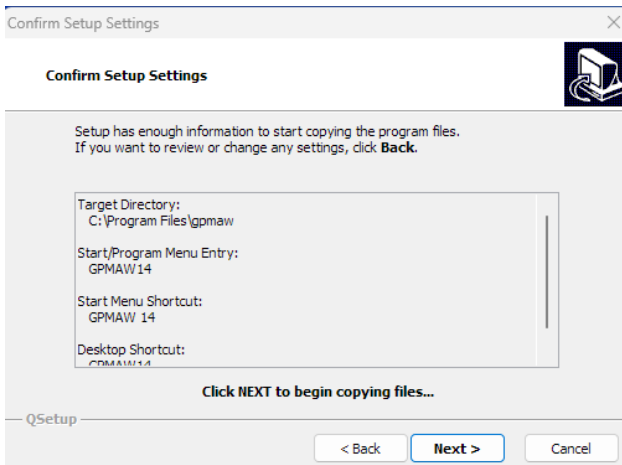 Confirm Setup Settings
Confirm Setup Settings
Setup has enough information to start copying the program files.
If you want to review or change any settings, click Back.
Target Directory:
C:\Program Files\gpmaw
Start/Program Menu Entry:
GPMAW14
Start Menu Shortcut:
GPMAW 14
Desktop Shortcut:
GPMAW14
Click NEXT to begin copying files...
QSetup
< Back
Next >
Cancel